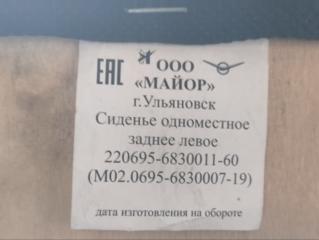 ЕАС ООО
«МАЙОР»
г.Ульяновск
Сиденье одноместное
заднее левое
220695-6830011-60
(М02.0695-6830007-19)
дата изготовления на обороте